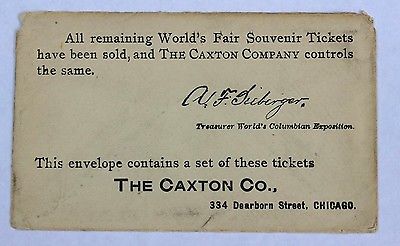 All remaining World's Fair Souvenir Tickets
have been sold, and THE CAXTON COMPANY controls
the same.
A. F. Seeberger.
Treasurer World's Columbian Exposition.
This envelope contains a set of these tickets
THE CAXTON CO.,
334 Dearborn Street, CHICAGO.